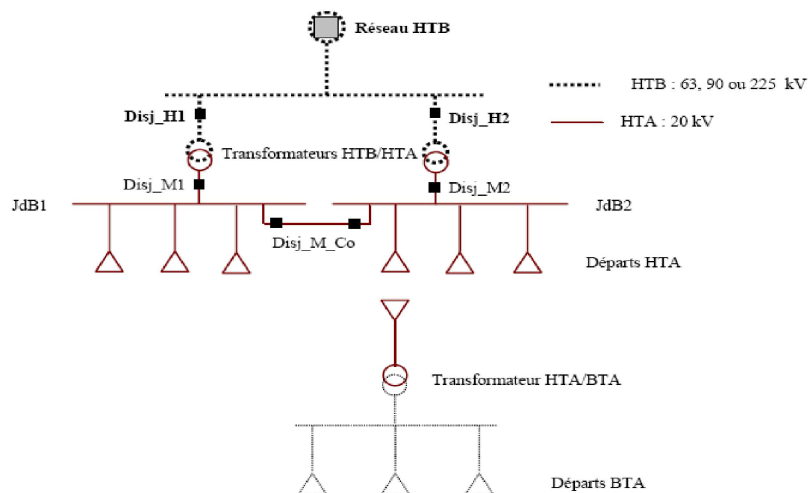 Réseau HTB
HTB : 63, 90 ou 225 kV
Disj_H1
Disj_H2
HTA : 20 kV
Transformateurs HTB/HTA
Disj_M1
Disj_M2
JdB1
JdB2
Disj_M_Co
Départs HTA
Transformateur HTA/BTA
Départs BTA